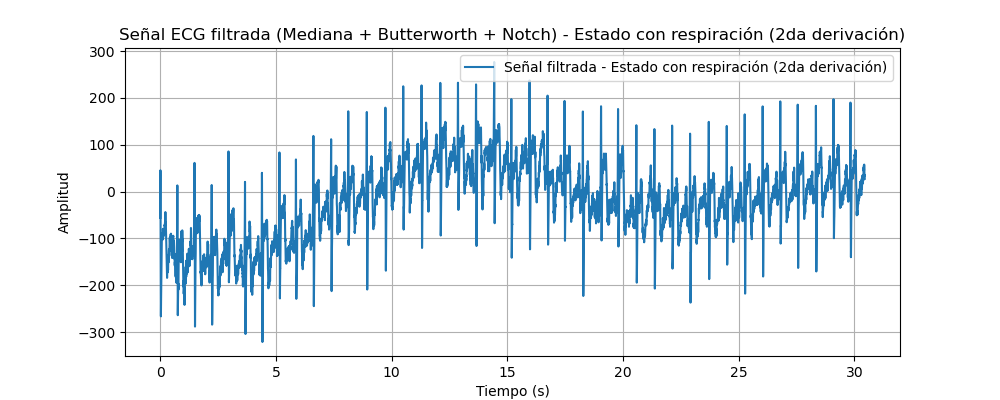 Señal ECG filtrada (Mediana + Butterworth + Notch) - Estado con respiración (2da derivación)
Señal filtrada - Estado con respiración (2da derivación)
Amplitud
300
200
100
0
−100
−200
−300
0 5 10 15 20 25 30
Tiempo (s)